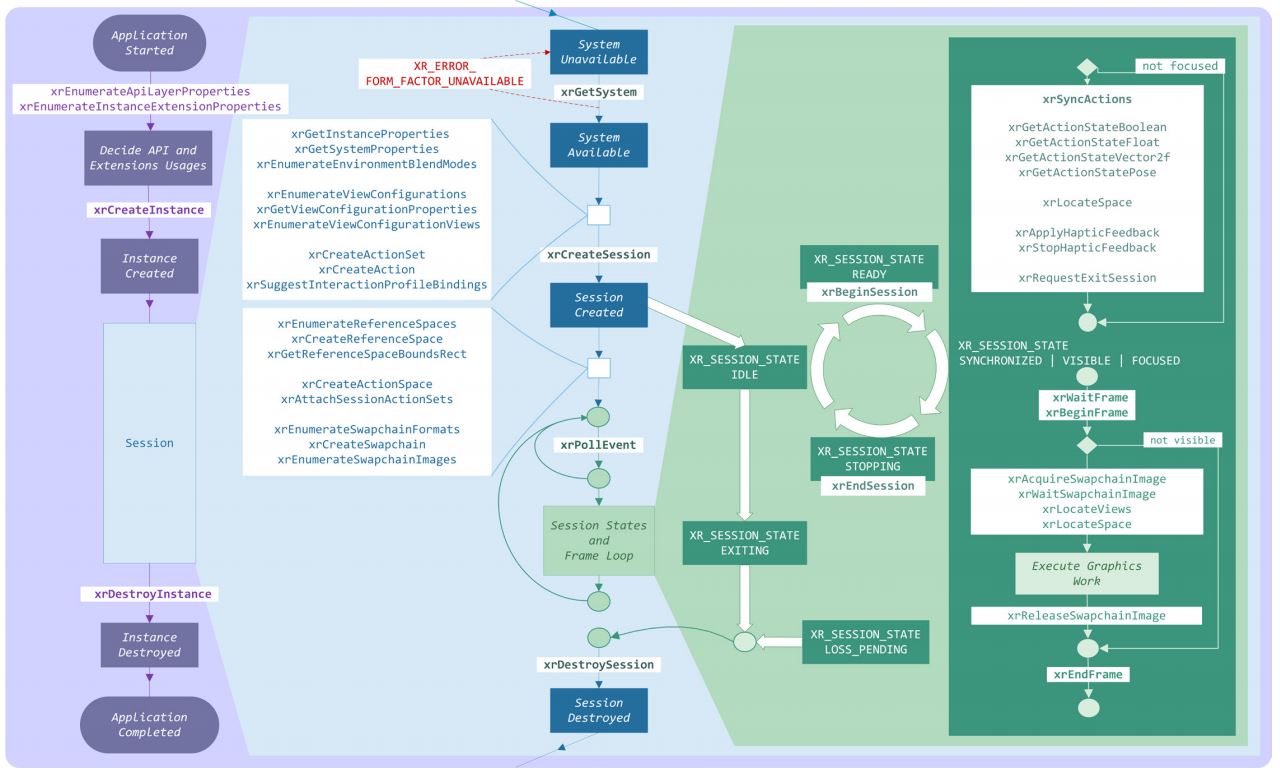 Application
Started
xrEnumerateApiLayerProperties
xrEnumerateInstanceExtensionProperties
Decide API and
Extensions Usages
xrCreateInstance
Instance
Created
Session
xrDestroyInstance
Instance
Destroyed
Application
Completed
System
Unavailable
XR_ERROR_
FORM_FACTOR_UNAVAILABLE
xrGetSystem
System
Available
xrGetInstanceProperties
xrGetSystemProperties
xrEnumerateEnvironmentBlendModes
xrEnumerateViewConfigurations
xrGetViewConfigurationProperties
xrEnumerateViewConfigurationViews
xrCreateActionSet
xrCreateAction
xrSuggestInteractionProfileBindings
xrCreateSession
Session
Created
xrEnumerateReferenceSpaces
xrCreateReferenceSpace
xrGetReferenceSpaceBoundsRect
xrCreateActionSpace
xrAttachSessionActionSets
xrEnumerateSwapchainFormats
xrCreateSwapchain
xrEnumerateSwapchainImages
xrPollEvent
Session States
and
Frame Loop
xrDestroySession
Session
Destroyed
XR_SESSION_STATE
IDLE
XR_SESSION_STATE
READY
xrBeginSession
XR_SESSION_STATE
STOPPING
xrEndSession
XR_SESSION_STATE
EXITING
XR_SESSION_STATE
LOSS_PENDING
not focused
xrSyncActions
xrGetActionStateBoolean
xrGetActionStateFloat
xrGetActionStateVector2f
xrGetActionStatePose
xrLocateSpace
xrApplyHapticFeedback
xrStopHapticFeedback
xrRequestExitSession
XR_SESSION_STATE
SYNCHRONIZED | VISIBLE | FOCUSED
xrWaitFrame
xrBeginFrame
not visible
xrAcquireSwapchainImage
xrWaitSwapchainImage
xrLocateViews
xrLocateSpace
Execute Graphics
Work
xrReleaseSwapchainImage
xrEndFrame